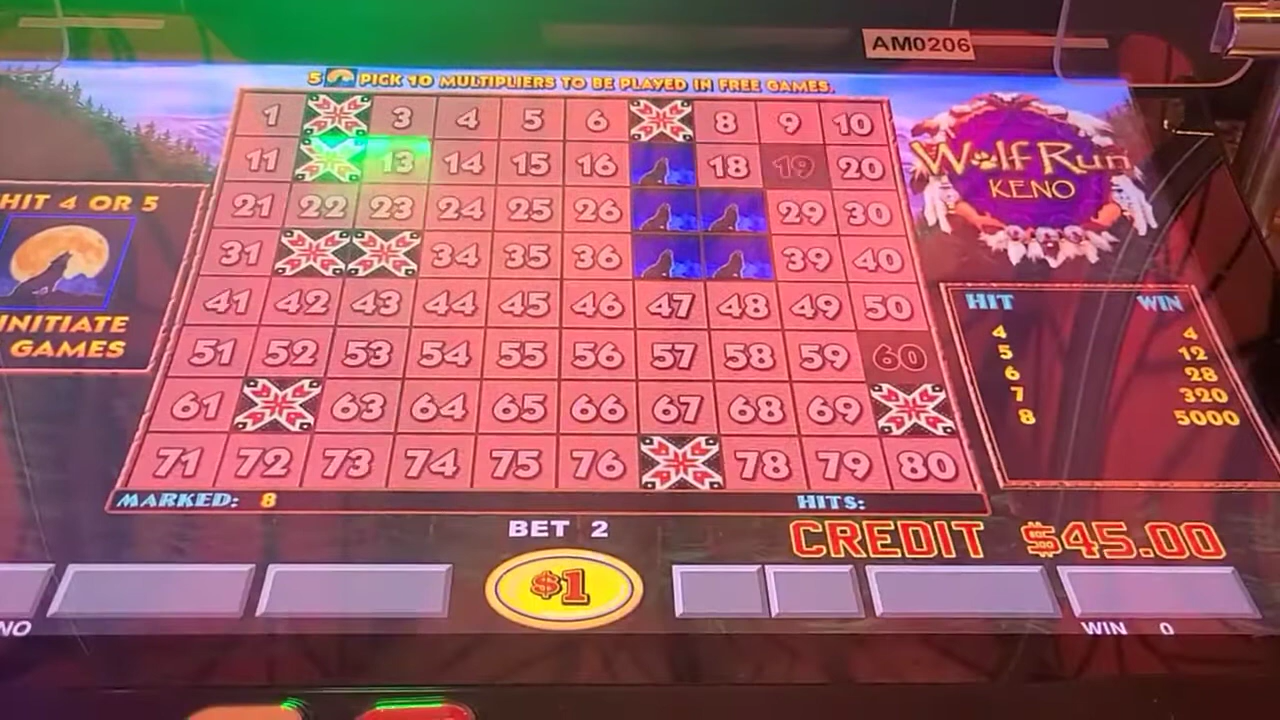 AM0206
5 PICK 10 MULTIPLIERS TO BE PLAYED IN FREE GAMES.
1 3 4 5 6 8 9 10
11 13 14 15 16 18 19 20
21 22 23 24 25 26 29 30
31 34 35 36 39 40
41 42 43 44 45 46 47 48 49 50
51 52 53 54 55 56 57 58 59 60
61 63 64 65 66 67 68 69
71 72 73 74 75 76 78 79 80
MARKED: 8 HITS:
HIT 4 OR 5
INITIATE
GAMES
Wolf Run
KENO
HIT WIN
4 4
5 12
6 28
7 320
8 5000
BET 2
CREDIT $45.00
$1
NO
WIN 0